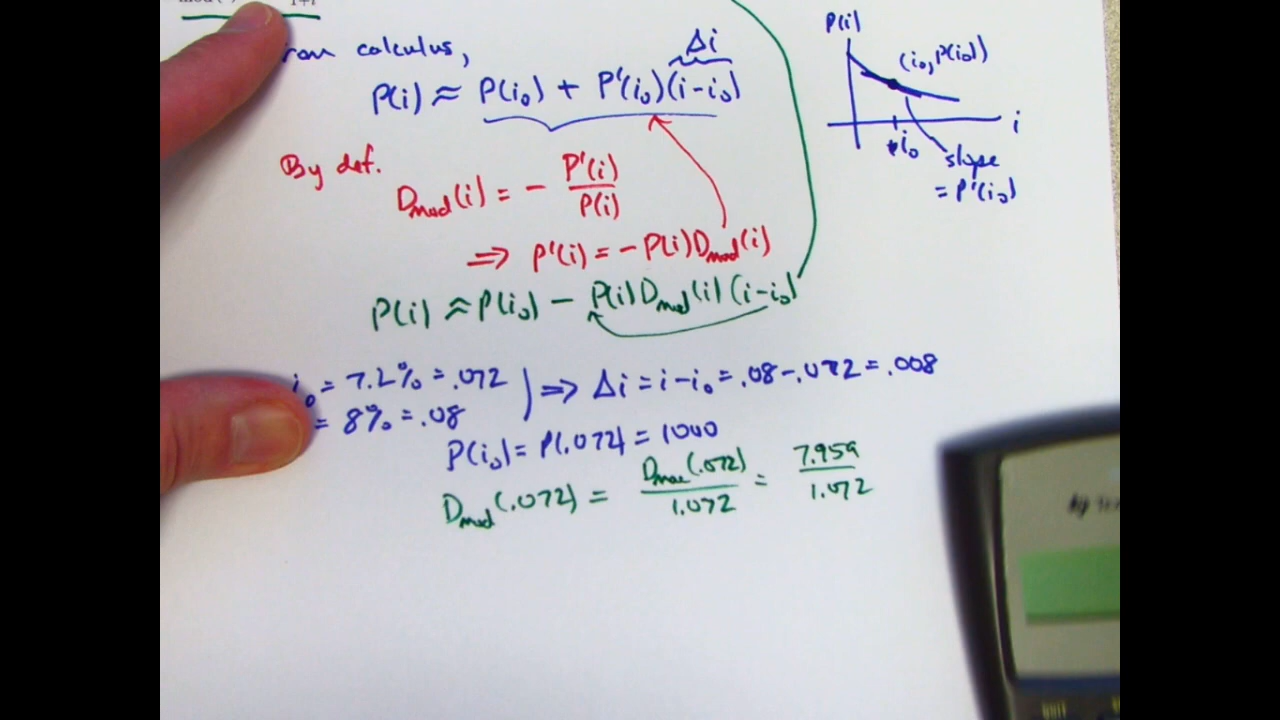 P(i)
Δi
from calculus,
(i₀, P(i₀))
P(i) ≈ P(i₀) + P'(i₀)(i-i₀)
i
i₀
slope
= P'(i₀)
By def.
D_mod(i) = - P'(i)/P(i)
⇒ P'(i) = -P(i)D_mod(i)
P(i) ≈ P(i₀) - P(i)D_mod(i)(i-i₀)
i₀ = 7.2% = .072
= 8% = .08
⇒ Δi = i-i₀ = .08-.072 = .008
P(i₀) = P(.072) = 1000
D_mod(.072) = D_mac(.072)/1.072 = 7.959/1.072